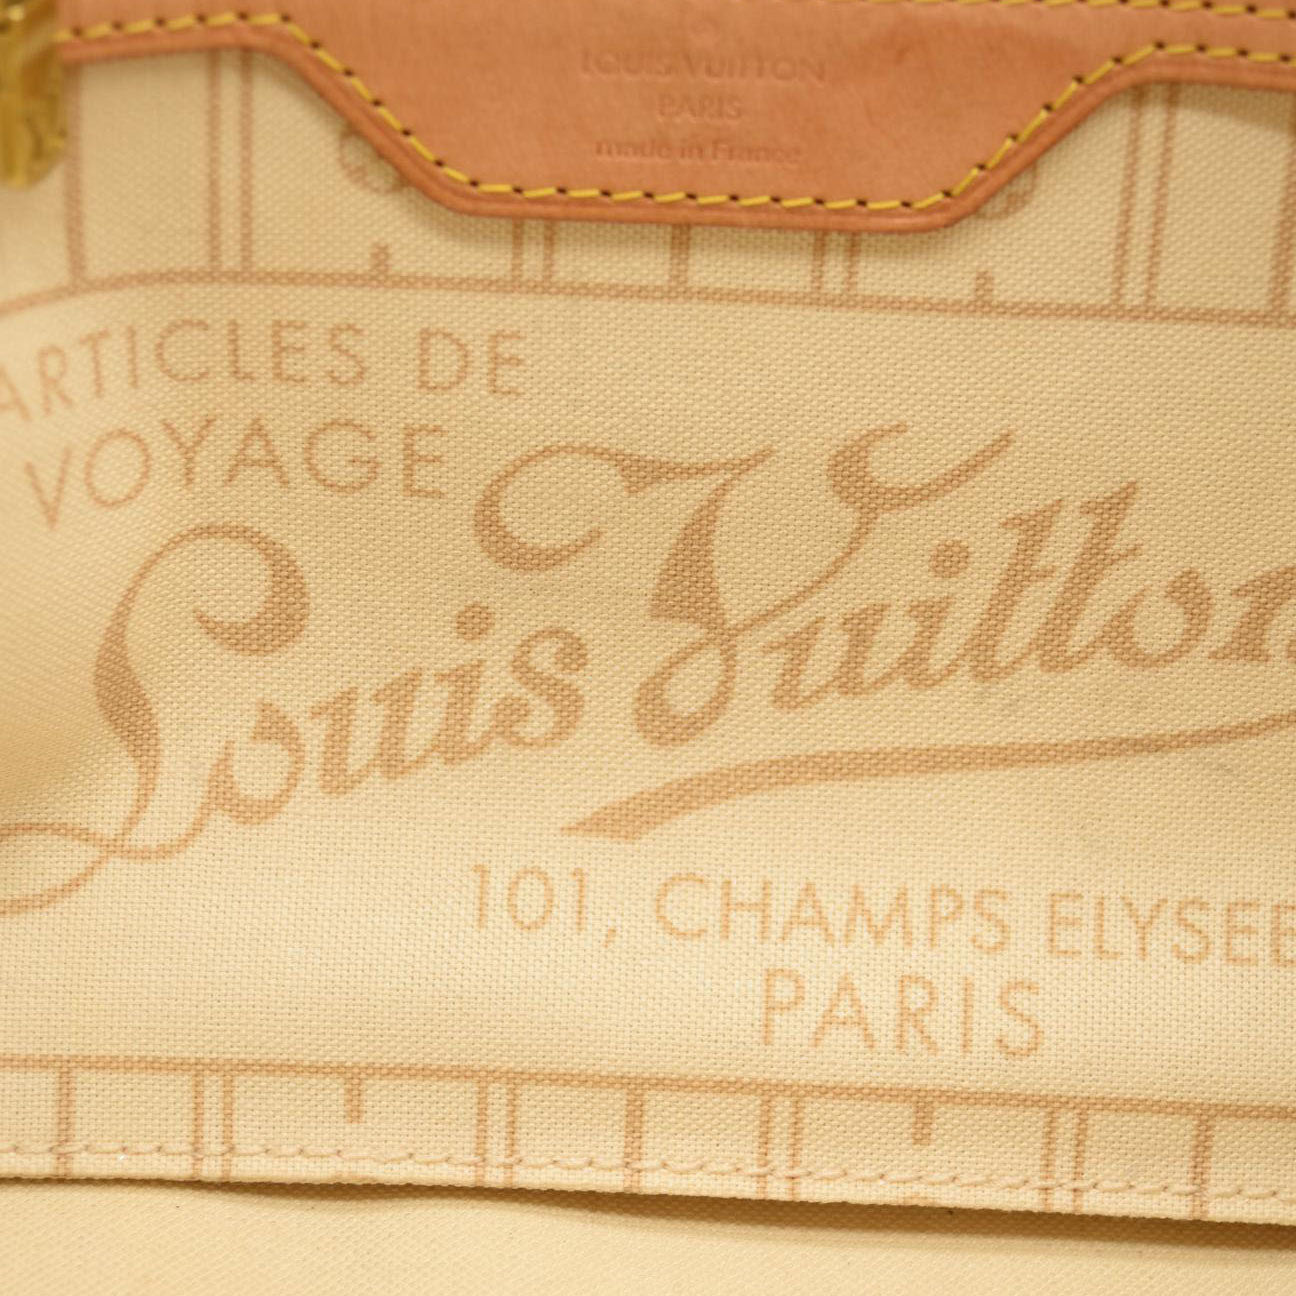 LOUIS VUITTON
PARIS
made in France
ARTICLES DE
VOYAGE
Louis Vuitton
101, CHAMPS ELYSEE
PARIS